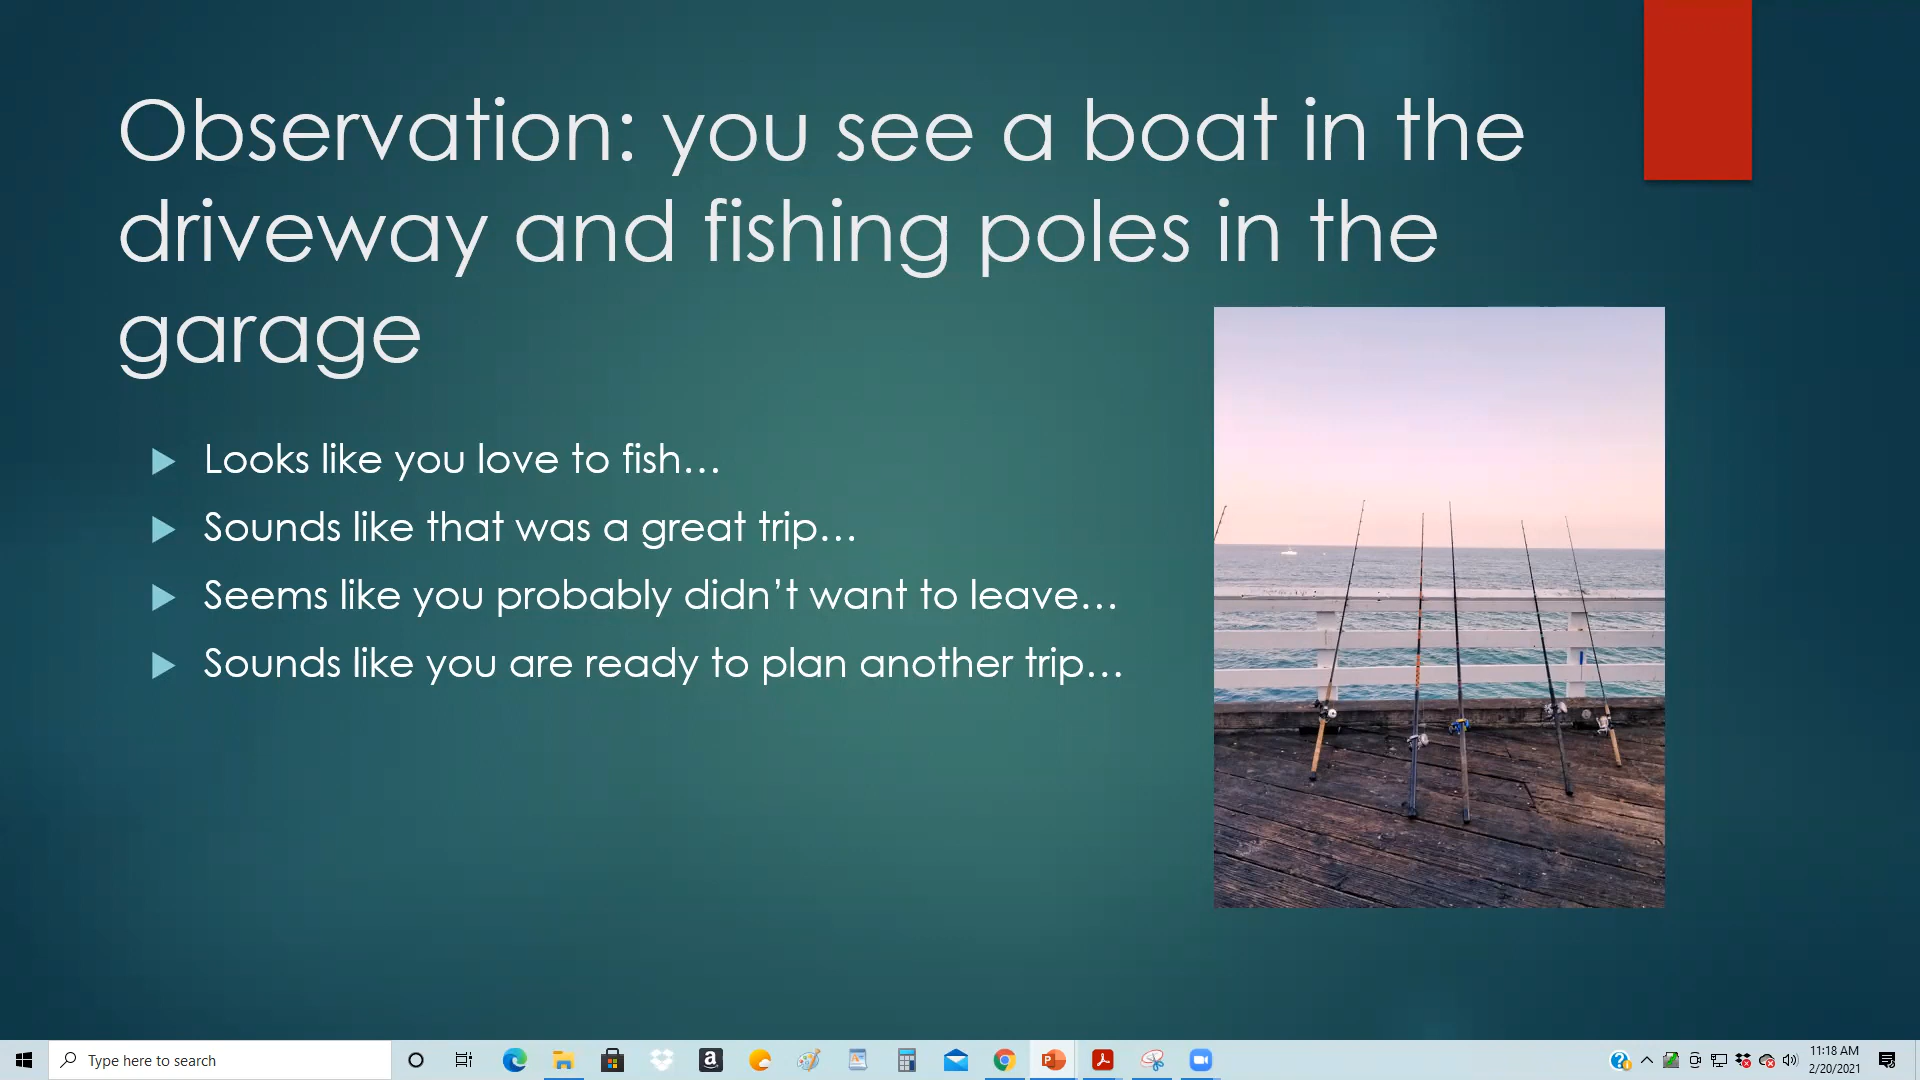 Observation: you see a boat in the
driveway and fishing poles in the
garage
Looks like you love to fish…
Sounds like that was a great trip…
Seems like you probably didn’t want to leave…
Sounds like you are ready to plan another trip…
Type here to search
11:18 AM
2/20/2021